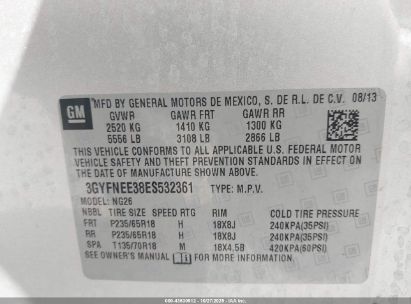 GM
MFD BY GENERAL MOTORS DE MEXICO, S. DE R.L. DE C.V. 08/13
GVWR GAWR FRT GAWR RR
2520 KG 1410 KG 1300 KG
5556 LB 3108 LB 2866 LB
THIS VEHICLE CONFORMS TO ALL APPLICABLE U.S. FEDERAL MOTOR
VEHICLE SAFETY AND THEFT PREVENTION STANDARDS IN EFFECT ON
THE DATE OF MANUFACTURE SHOWN ABOVE.
3GYFNEE38ES532361 TYPE: M.P.V.
MODEL: NG26
NBBL TIRE SIZE SPEED RTG RIM COLD TIRE PRESSURE
FRT P235/65R18 H 18X8J 240KPA(35PSI)
RR P235/65R18 H 18X8J 240KPA(35PSI)
SPA T135/70R18 M 18X4.5B 420KPA(60PSI)
SEE OWNER'S MANUAL FOR MORE INFORMATION.